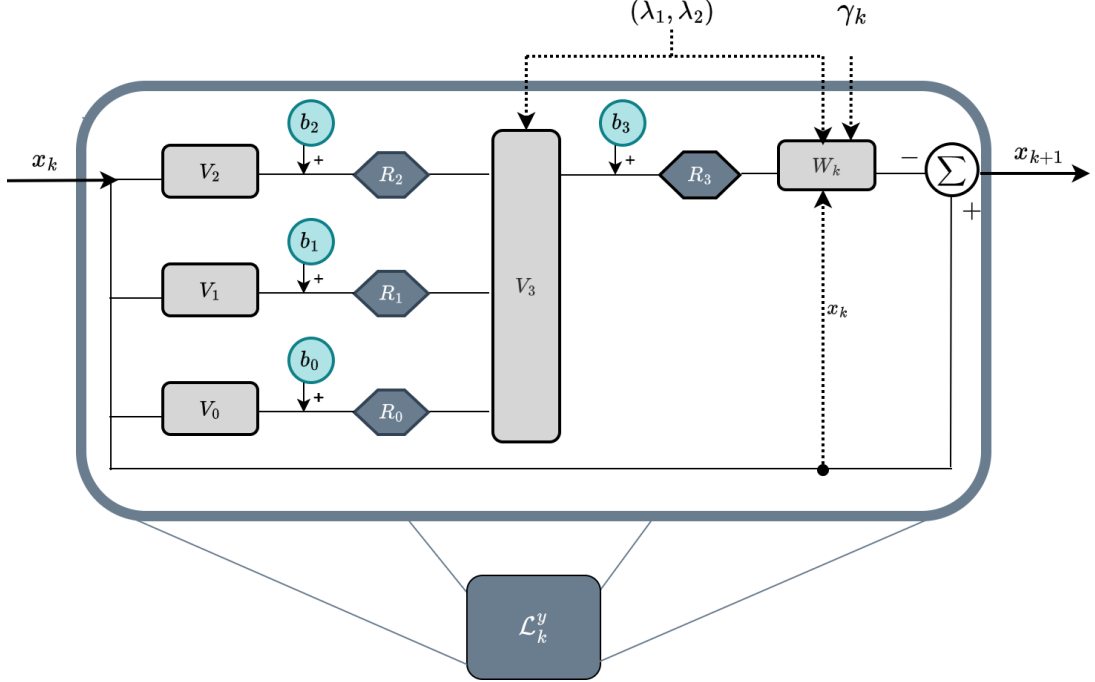 (λ₁, λ₂)
γₖ
xₖ
V₂
b₂
+
R₂
b₃
+
R₃
Wₖ
−
∑
xₖ₊₁
+
V₁
b₁
+
R₁
V₃
xₖ
V₀
b₀
+
R₀
ℒₖʸ